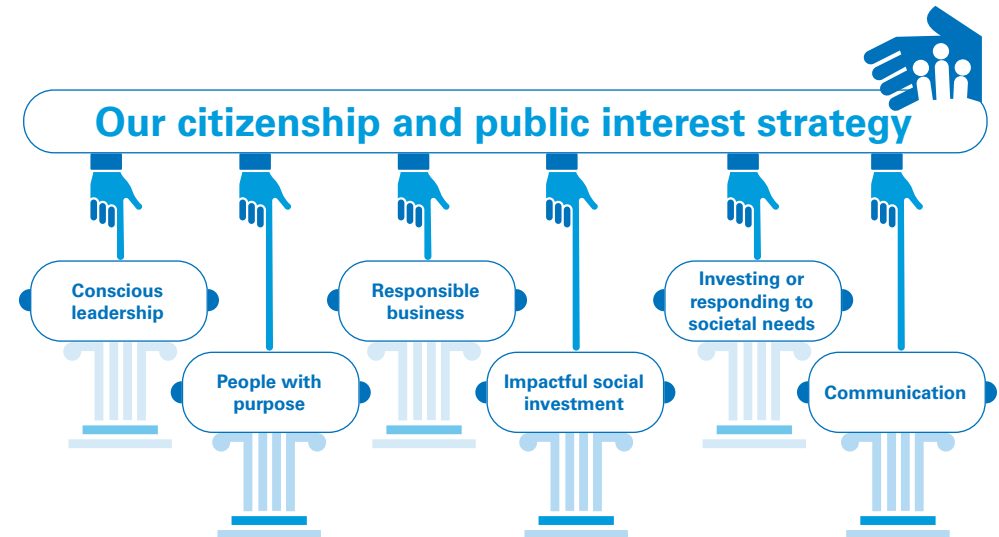 Our citizenship and public interest strategy
Conscious
leadership
People with
purpose
Responsible
business
Impactful social
investment
Investing or
responding to
societal needs
Communication